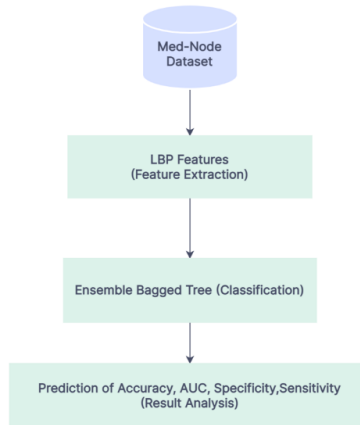 Med-Node
Dataset
LBP Features
(Feature Extraction)
Ensemble Bagged Tree (Classification)
Prediction of Accuracy, AUC, Specificity,Sensitivity
(Result Analysis)